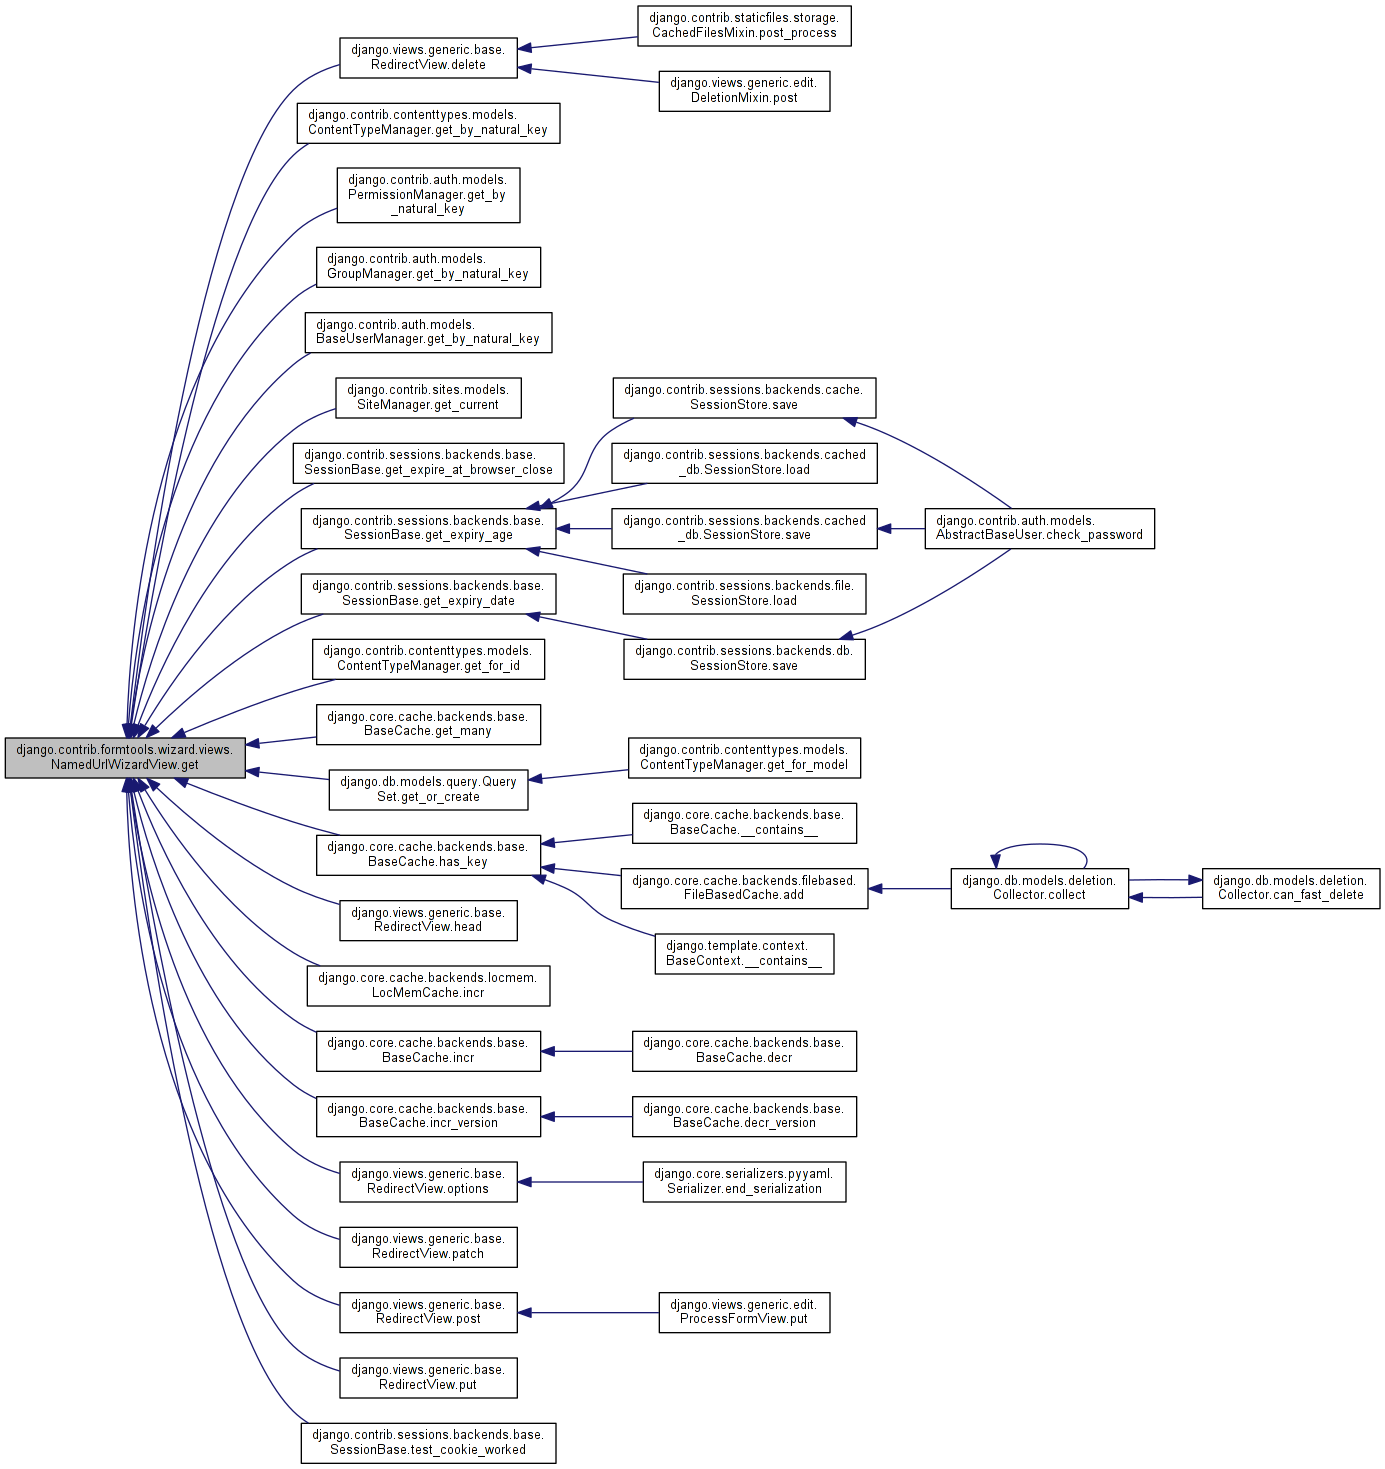 django.contrib.staticfiles.storage.
CachedFilesMixin.post_process
django.views.generic.base.
RedirectView.delete
django.views.generic.edit.
DeletionMixin.post
django.contrib.contenttypes.models.
ContentTypeManager.get_by_natural_key
django.contrib.auth.models.
PermissionManager.get_by
_natural_key
django.contrib.auth.models.
GroupManager.get_by_natural_key
django.contrib.auth.models.
BaseUserManager.get_by_natural_key
django.contrib.sites.models.
SiteManager.get_current
django.contrib.sessions.backends.cache.
SessionStore.save
django.contrib.sessions.backends.base.
SessionBase.get_expire_at_browser_close
django.contrib.sessions.backends.cached
_db.SessionStore.load
django.contrib.sessions.backends.base.
SessionBase.get_expiry_age
django.contrib.sessions.backends.cached
_db.SessionStore.save
django.contrib.auth.models.
AbstractBaseUser.check_password
django.contrib.sessions.backends.base.
SessionBase.get_expiry_date
django.contrib.sessions.backends.file.
SessionStore.load
django.contrib.contenttypes.models.
ContentTypeManager.get_for_id
django.contrib.sessions.backends.db.
SessionStore.save
django.core.cache.backends.base.
BaseCache.get_many
django.contrib.formtools.wizard.views.
NamedUrlWizardView.get
django.db.models.query.Query
Set.get_or_create
django.contrib.contenttypes.models.
ContentTypeManager.get_for_model
django.core.cache.backends.base.
BaseCache.has_key
django.core.cache.backends.base.
BaseCache.__contains__
django.core.cache.backends.filebased.
FileBasedCache.add
django.db.models.deletion.
Collector.collect
django.db.models.deletion.
Collector.can_fast_delete
django.views.generic.base.
RedirectView.head
django.template.context.
BaseContext.__contains__
django.core.cache.backends.locmem.
LocMemCache.incr
django.core.cache.backends.base.
BaseCache.incr
django.core.cache.backends.base.
BaseCache.decr
django.core.cache.backends.base.
BaseCache.incr_version
django.core.cache.backends.base.
BaseCache.decr_version
django.views.generic.base.
RedirectView.options
django.core.serializers.pyyaml.
Serializer.end_serialization
django.views.generic.base.
RedirectView.patch
django.views.generic.base.
RedirectView.post
django.views.generic.edit.
ProcessFormView.put
django.views.generic.base.
RedirectView.put
django.contrib.sessions.backends.base.
SessionBase.test_cookie_worked